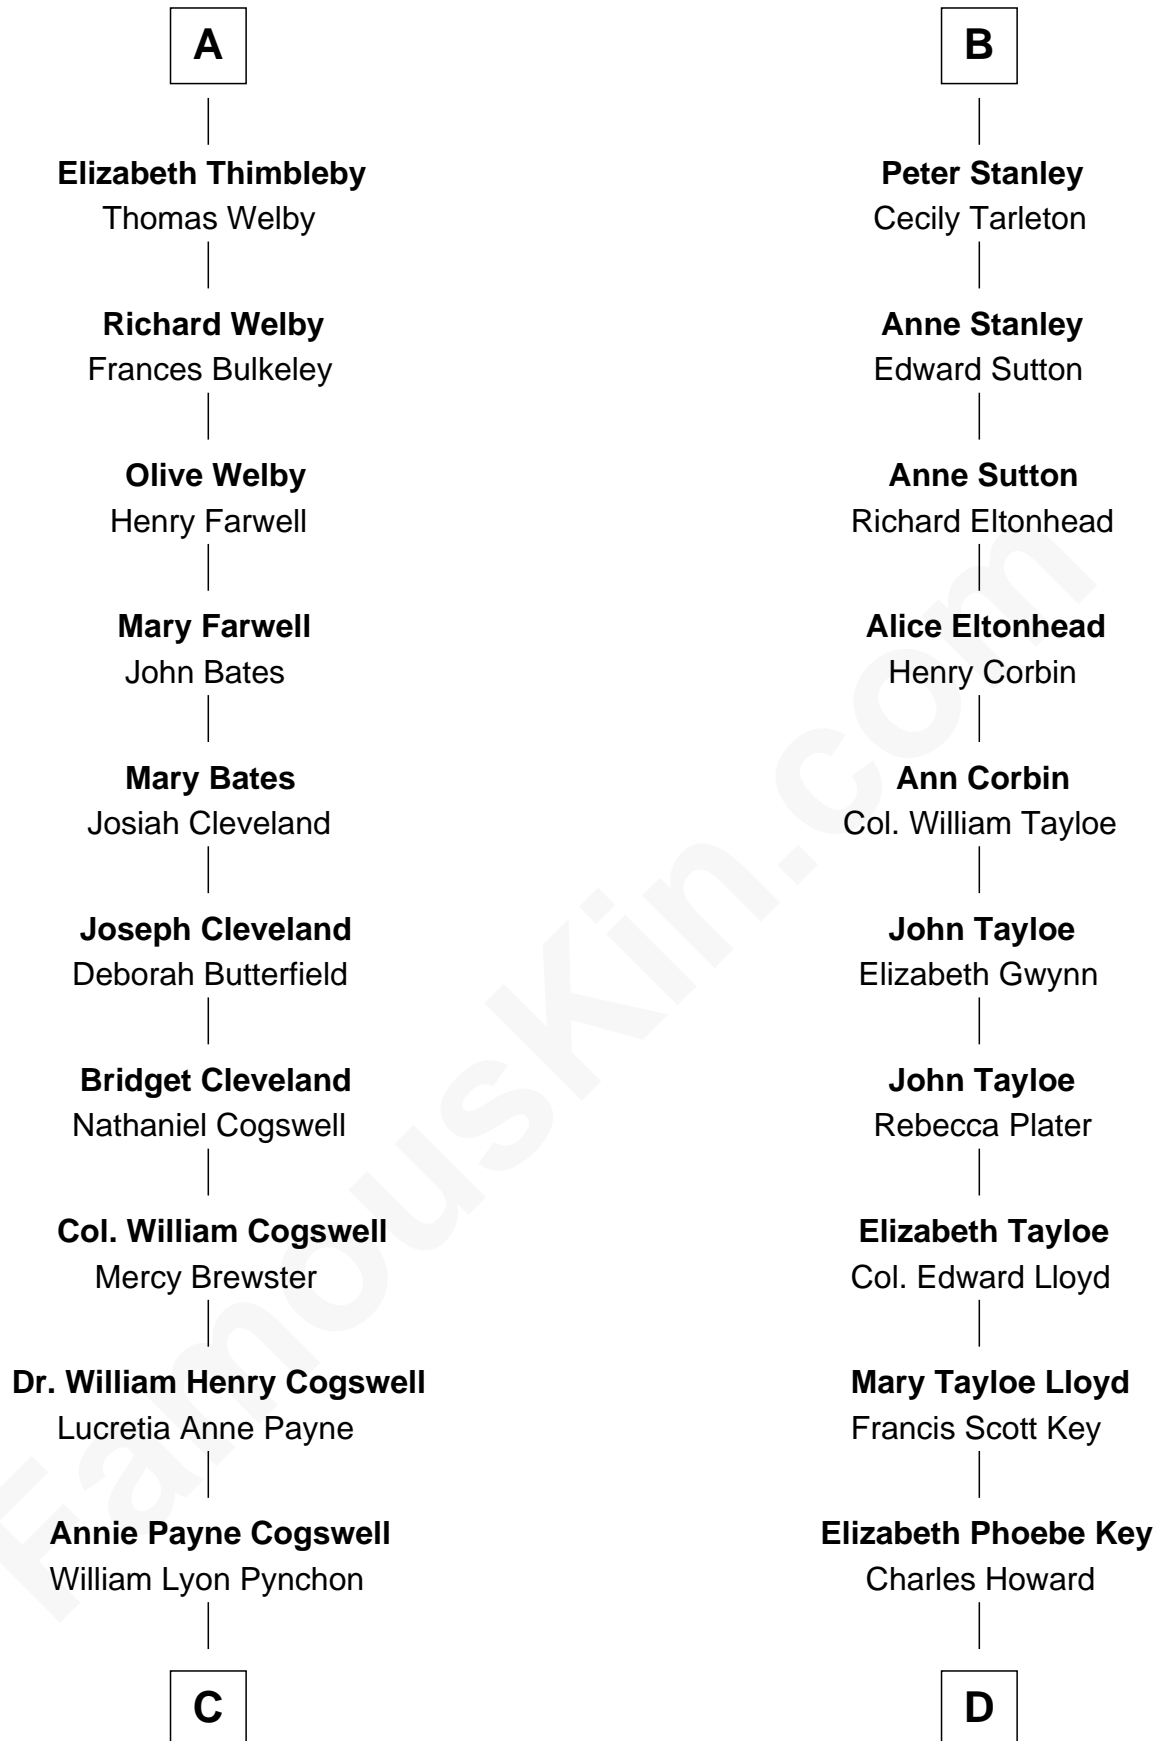 A
Elizabeth Thimbleby
Thomas Welby
Richard Welby
Frances Bulkeley
Olive Welby
Henry Farwell
Mary Farwell
John Bates
Mary Bates
Josiah Cleveland
Joseph Cleveland
Deborah Butterfield
Bridget Cleveland
Nathaniel Cogswell
Col. William Cogswell
Mercy Brewster
Dr. William Henry Cogswell
Lucretia Anne Payne
Annie Payne Cogswell
William Lyon Pynchon
C
B
Peter Stanley
Cecily Tarleton
Anne Stanley
Edward Sutton
Anne Sutton
Richard Eltonhead
Alice Eltonhead
Henry Corbin
Ann Corbin
Col. William Tayloe
John Tayloe
Elizabeth Gwynn
John Tayloe
Rebecca Plater
Elizabeth Tayloe
Col. Edward Lloyd
Mary Tayloe Lloyd
Francis Scott Key
Elizabeth Phoebe Key
Charles Howard
D
FamousKin.com